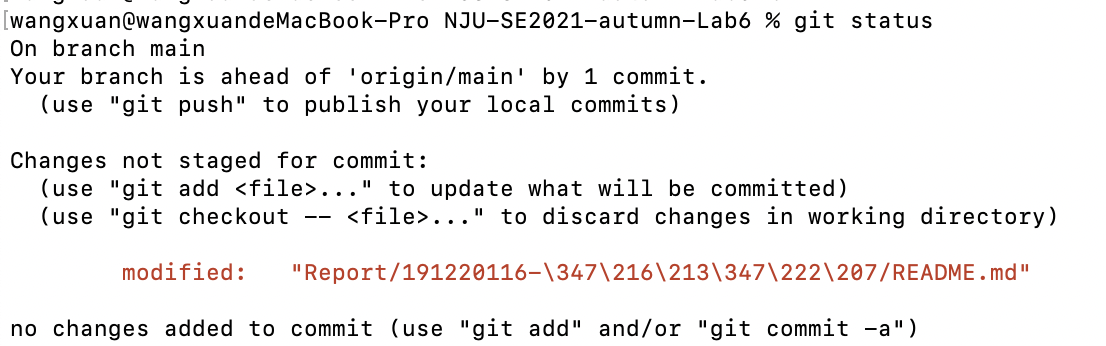 [wangxuan@wangxuandeMacBook-Pro NJU-SE2021-autumn-Lab6 % git status
On branch main
Your branch is ahead of 'origin/main' by 1 commit.
  (use "git push" to publish your local commits)

Changes not staged for commit:
  (use "git add <file>..." to update what will be committed)
  (use "git checkout -- <file>..." to discard changes in working directory)

        modified:   "Report/191220116-\347\216\213\347\222\207/README.md"

no changes added to commit (use "git add" and/or "git commit -a")